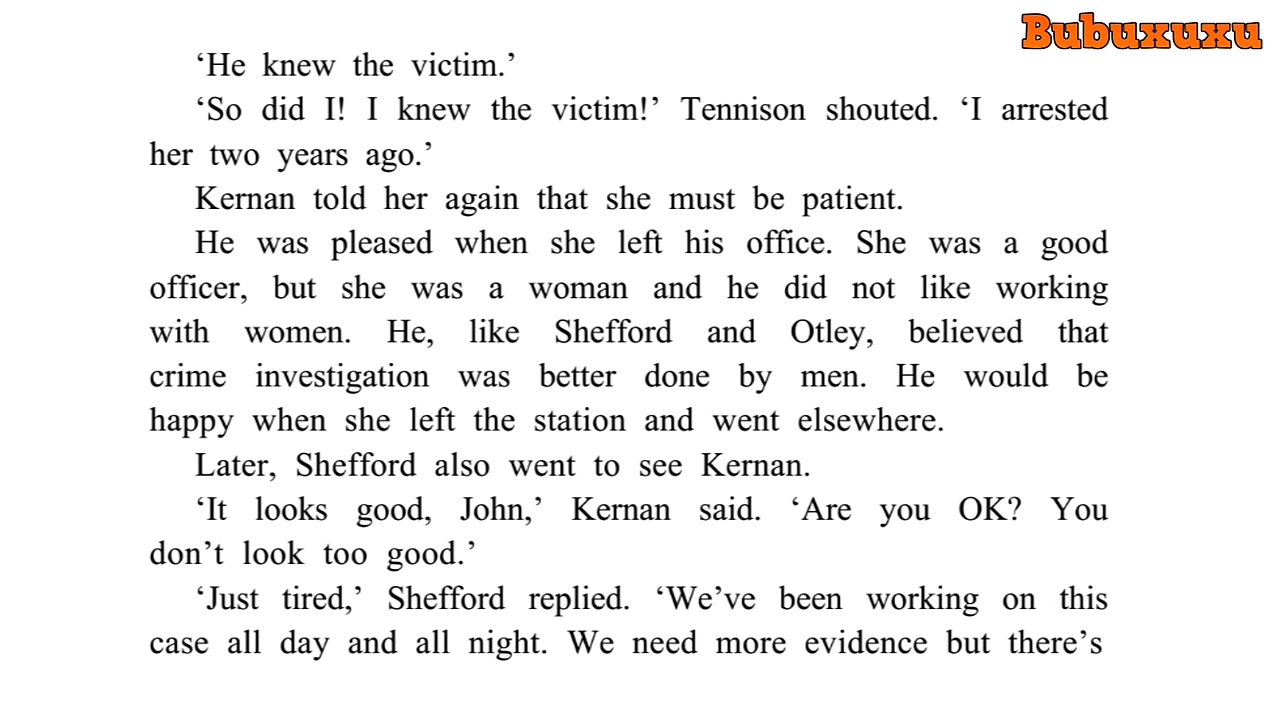 Bubuxuxu
‘He knew the victim.’
‘So did I! I knew the victim!’ Tennison shouted. ‘I arrested
her two years ago.’
Kernan told her again that she must be patient.
He was pleased when she left his office. She was a good
officer, but she was a woman and he did not like working
with women. He, like Shefford and Otley, believed that
crime investigation was better done by men. He would be
happy when she left the station and went elsewhere.
Later, Shefford also went to see Kernan.
‘It looks good, John,’ Kernan said. ‘Are you OK? You
don’t look too good.’
‘Just tired,’ Shefford replied. ‘We’ve been working on this
case all day and all night. We need more evidence but there’s